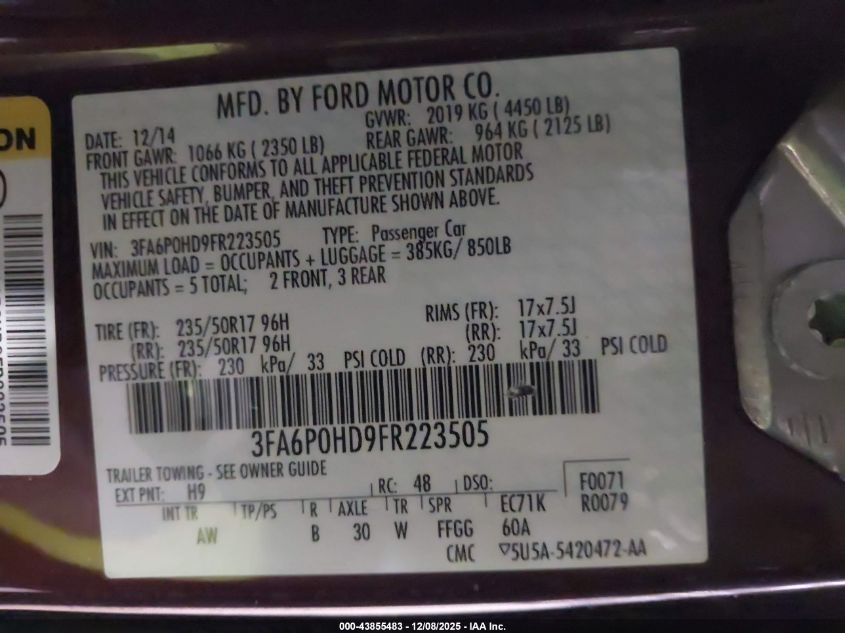 MFD. BY FORD MOTOR CO.
DATE: 12/14
GVWR: 2019 KG ( 4450 LB)
FRONT GAWR: 1066 KG ( 2350 LB)
REAR GAWR: 964 KG ( 2125 LB)
THIS VEHICLE CONFORMS TO ALL APPLICABLE FEDERAL MOTOR
VEHICLE SAFETY, BUMPER, AND THEFT PREVENTION STANDARDS
IN EFFECT ON THE DATE OF MANUFACTURE SHOWN ABOVE.
VIN: 3FA6P0HD9FR223505 TYPE: Passenger Car
MAXIMUM LOAD = OCCUPANTS + LUGGAGE = 385KG/ 850LB
OCCUPANTS = 5 TOTAL; 2 FRONT, 3 REAR
TIRE (FR): 235/50R17 96H RIMS (FR): 17x7.5J
(RR): 235/50R17 96H (RR): 17x7.5J
PRESSURE (FR): 230 kPa/ 33 PSI COLD (RR): 230 kPa/ 33 PSI COLD
3FA6P0HD9FR223505
TRAILER TOWING - SEE OWNER GUIDE
EXT PNT: H9 RC: 48 DSO: F0071
INT TR TP/PS R AXLE TR SPR EC71K R0079
AW B 30 W FFGG 60A
CMC ▽5U5A-5420472-AA
ON
000-43855483 - 12/08/2025 - IAA Inc.